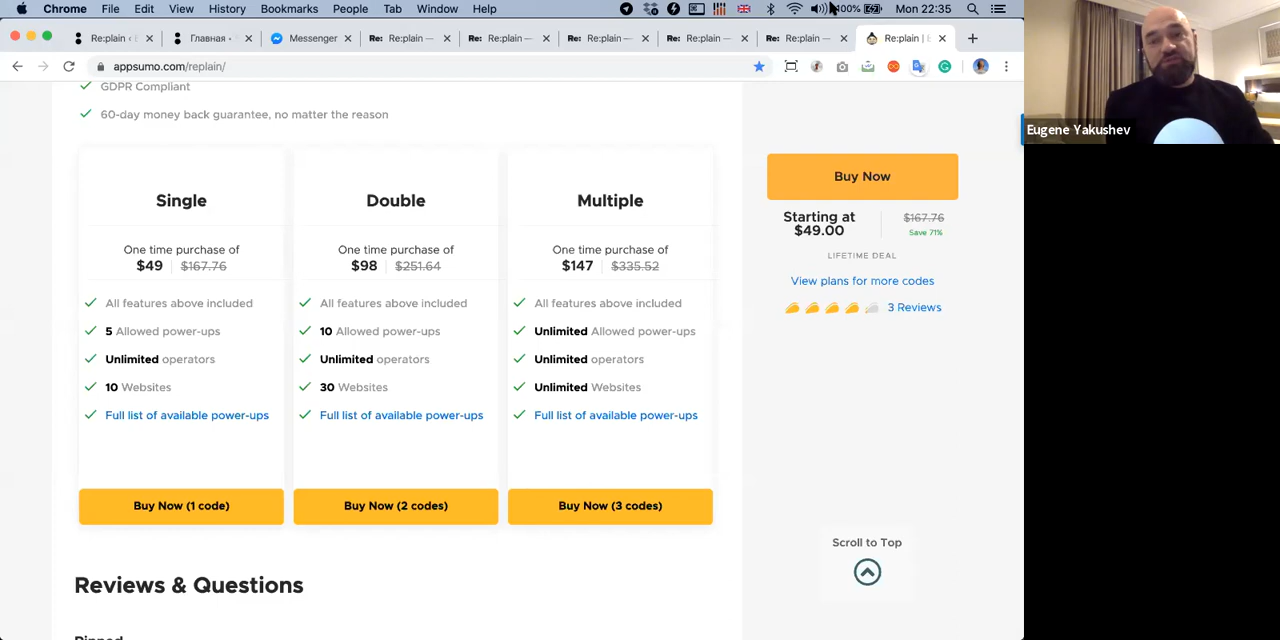 Chrome File Edit View History Bookmarks People Tab Window Help 100% Mon 22:35
Re:plain ‹ B Главная · Messenger Re:plain — Re:plain — Re:plain — Re:plain — Re:plain — Re:plain | E
appsumo.com/replain/
GDPR Compliant
60-day money back guarantee, no matter the reason
Single
One time purchase of
$49 $167.76
All features above included
5 Allowed power-ups
Unlimited operators
10 Websites
Full list of available power-ups
Buy Now (1 code)
Double
One time purchase of
$98 $251.64
All features above included
10 Allowed power-ups
Unlimited operators
30 Websites
Full list of available power-ups
Buy Now (2 codes)
Multiple
One time purchase of
$147 $335.52
All features above included
Unlimited Allowed power-ups
Unlimited operators
Unlimited Websites
Full list of available power-ups
Buy Now (3 codes)
Buy Now
Starting at
$49.00
$167.76
Save 71%
LIFETIME DEAL
View plans for more codes
3 Reviews
Scroll to Top
Reviews & Questions
Pinned
Eugene Yakushev